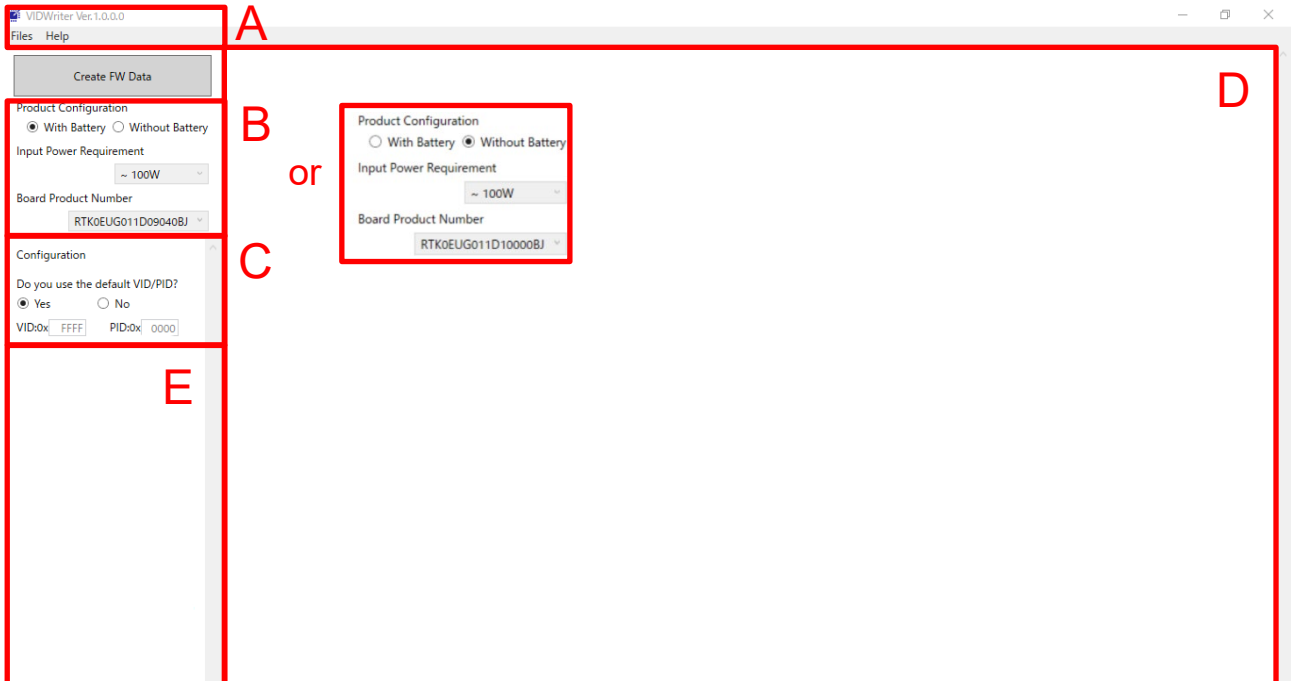 VIDWriter Ver.1.0.0.0
Files Help
A
Create FW Data
D
Product Configuration
With Battery Without Battery
Input Power Requirement
~ 100W
Board Product Number
RTK0EUG011D09040BJ
B
or
Product Configuration
With Battery Without Battery
Input Power Requirement
~ 100W
Board Product Number
RTK0EUG011D10000BJ
Configuration
C
Do you use the default VID/PID?
Yes No
VID:0x FFFF PID:0x 0000
E